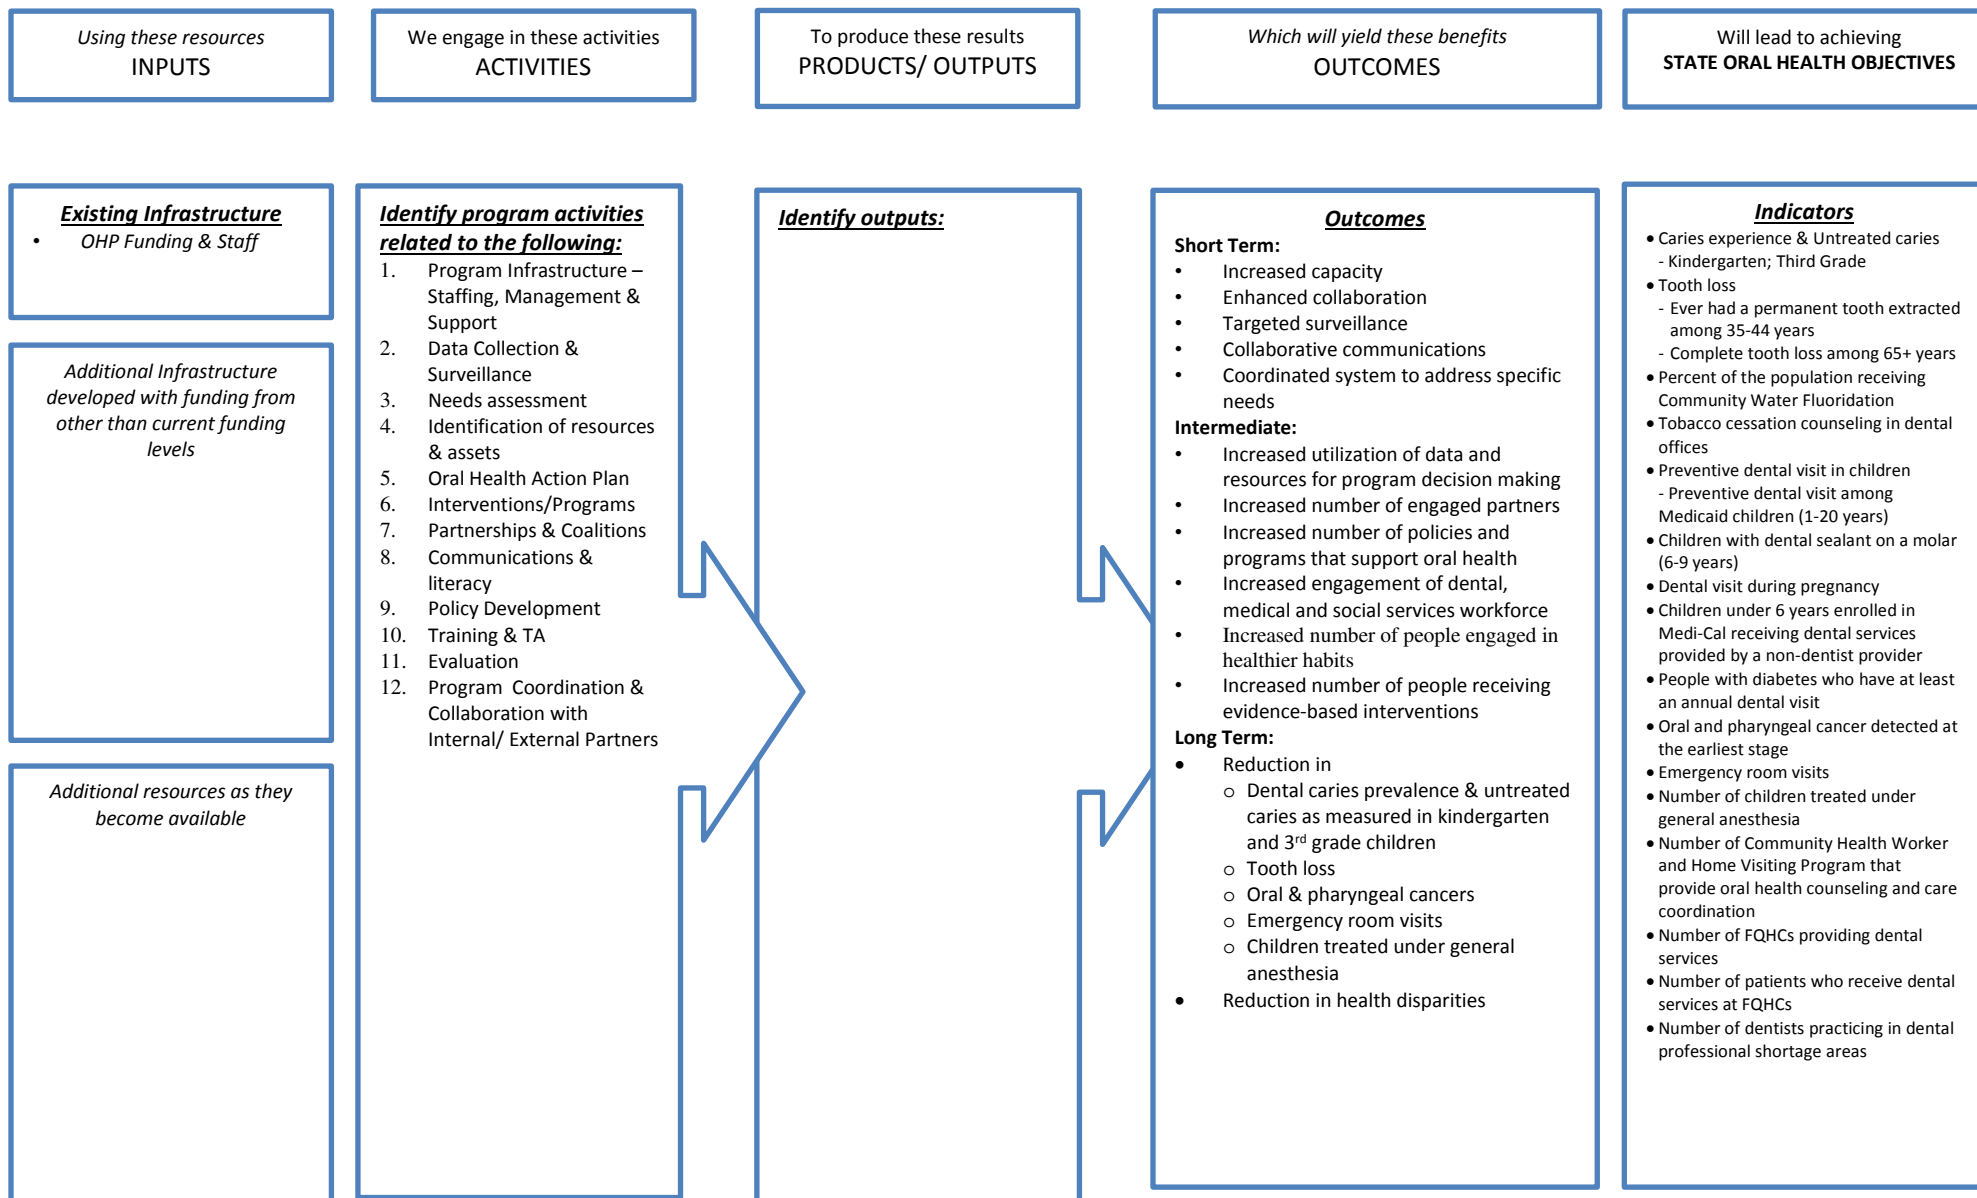 Using these resources
INPUTS
We engage in these activities
ACTIVITIES
To produce these results
PRODUCTS/ OUTPUTS
Which will yield these benefits
OUTCOMES
Will lead to achieving
STATE ORAL HEALTH OBJECTIVES
Existing Infrastructure
• OHP Funding & Staff
Additional Infrastructure
developed with funding from
other than current funding
levels
Additional resources as they
become available
Identify program activities
related to the following:
1. Program Infrastructure –
Staffing, Management &
Support
2. Data Collection &
Surveillance
3. Needs assessment
4. Identification of resources
& assets
5. Oral Health Action Plan
6. Interventions/Programs
7. Partnerships & Coalitions
8. Communications &
literacy
9. Policy Development
10. Training & TA
11. Evaluation
12. Program Coordination &
Collaboration with
Internal/ External Partners
Identify outputs:
Outcomes
Short Term:
• Increased capacity
• Enhanced collaboration
• Targeted surveillance
• Collaborative communications
• Coordinated system to address specific
needs
Intermediate:
• Increased utilization of data and
resources for program decision making
• Increased number of engaged partners
• Increased number of policies and
programs that support oral health
• Increased engagement of dental,
medical and social services workforce
• Increased number of people engaged in
healthier habits
• Increased number of people receiving
evidence-based interventions
Long Term:
• Reduction in
o Dental caries prevalence & untreated
caries as measured in kindergarten
and 3rd grade children
o Tooth loss
o Oral & pharyngeal cancers
o Emergency room visits
o Children treated under general
anesthesia
• Reduction in health disparities
Indicators
• Caries experience & Untreated caries
- Kindergarten; Third Grade
• Tooth loss
- Ever had a permanent tooth extracted
among 35-44 years
- Complete tooth loss among 65+ years
• Percent of the population receiving
Community Water Fluoridation
• Tobacco cessation counseling in dental
offices
• Preventive dental visit in children
- Preventive dental visit among
Medicaid children (1-20 years)
• Children with dental sealant on a molar
(6-9 years)
• Dental visit during pregnancy
• Children under 6 years enrolled in
Medi-Cal receiving dental services
provided by a non-dentist provider
• People with diabetes who have at least
an annual dental visit
• Oral and pharyngeal cancer detected at
the earliest stage
• Emergency room visits
• Number of children treated under
general anesthesia
• Number of Community Health Worker
and Home Visiting Program that
provide oral health counseling and care
coordination
• Number of FQHCs providing dental
services
• Number of patients who receive dental
services at FQHCs
• Number of dentists practicing in dental
professional shortage areas